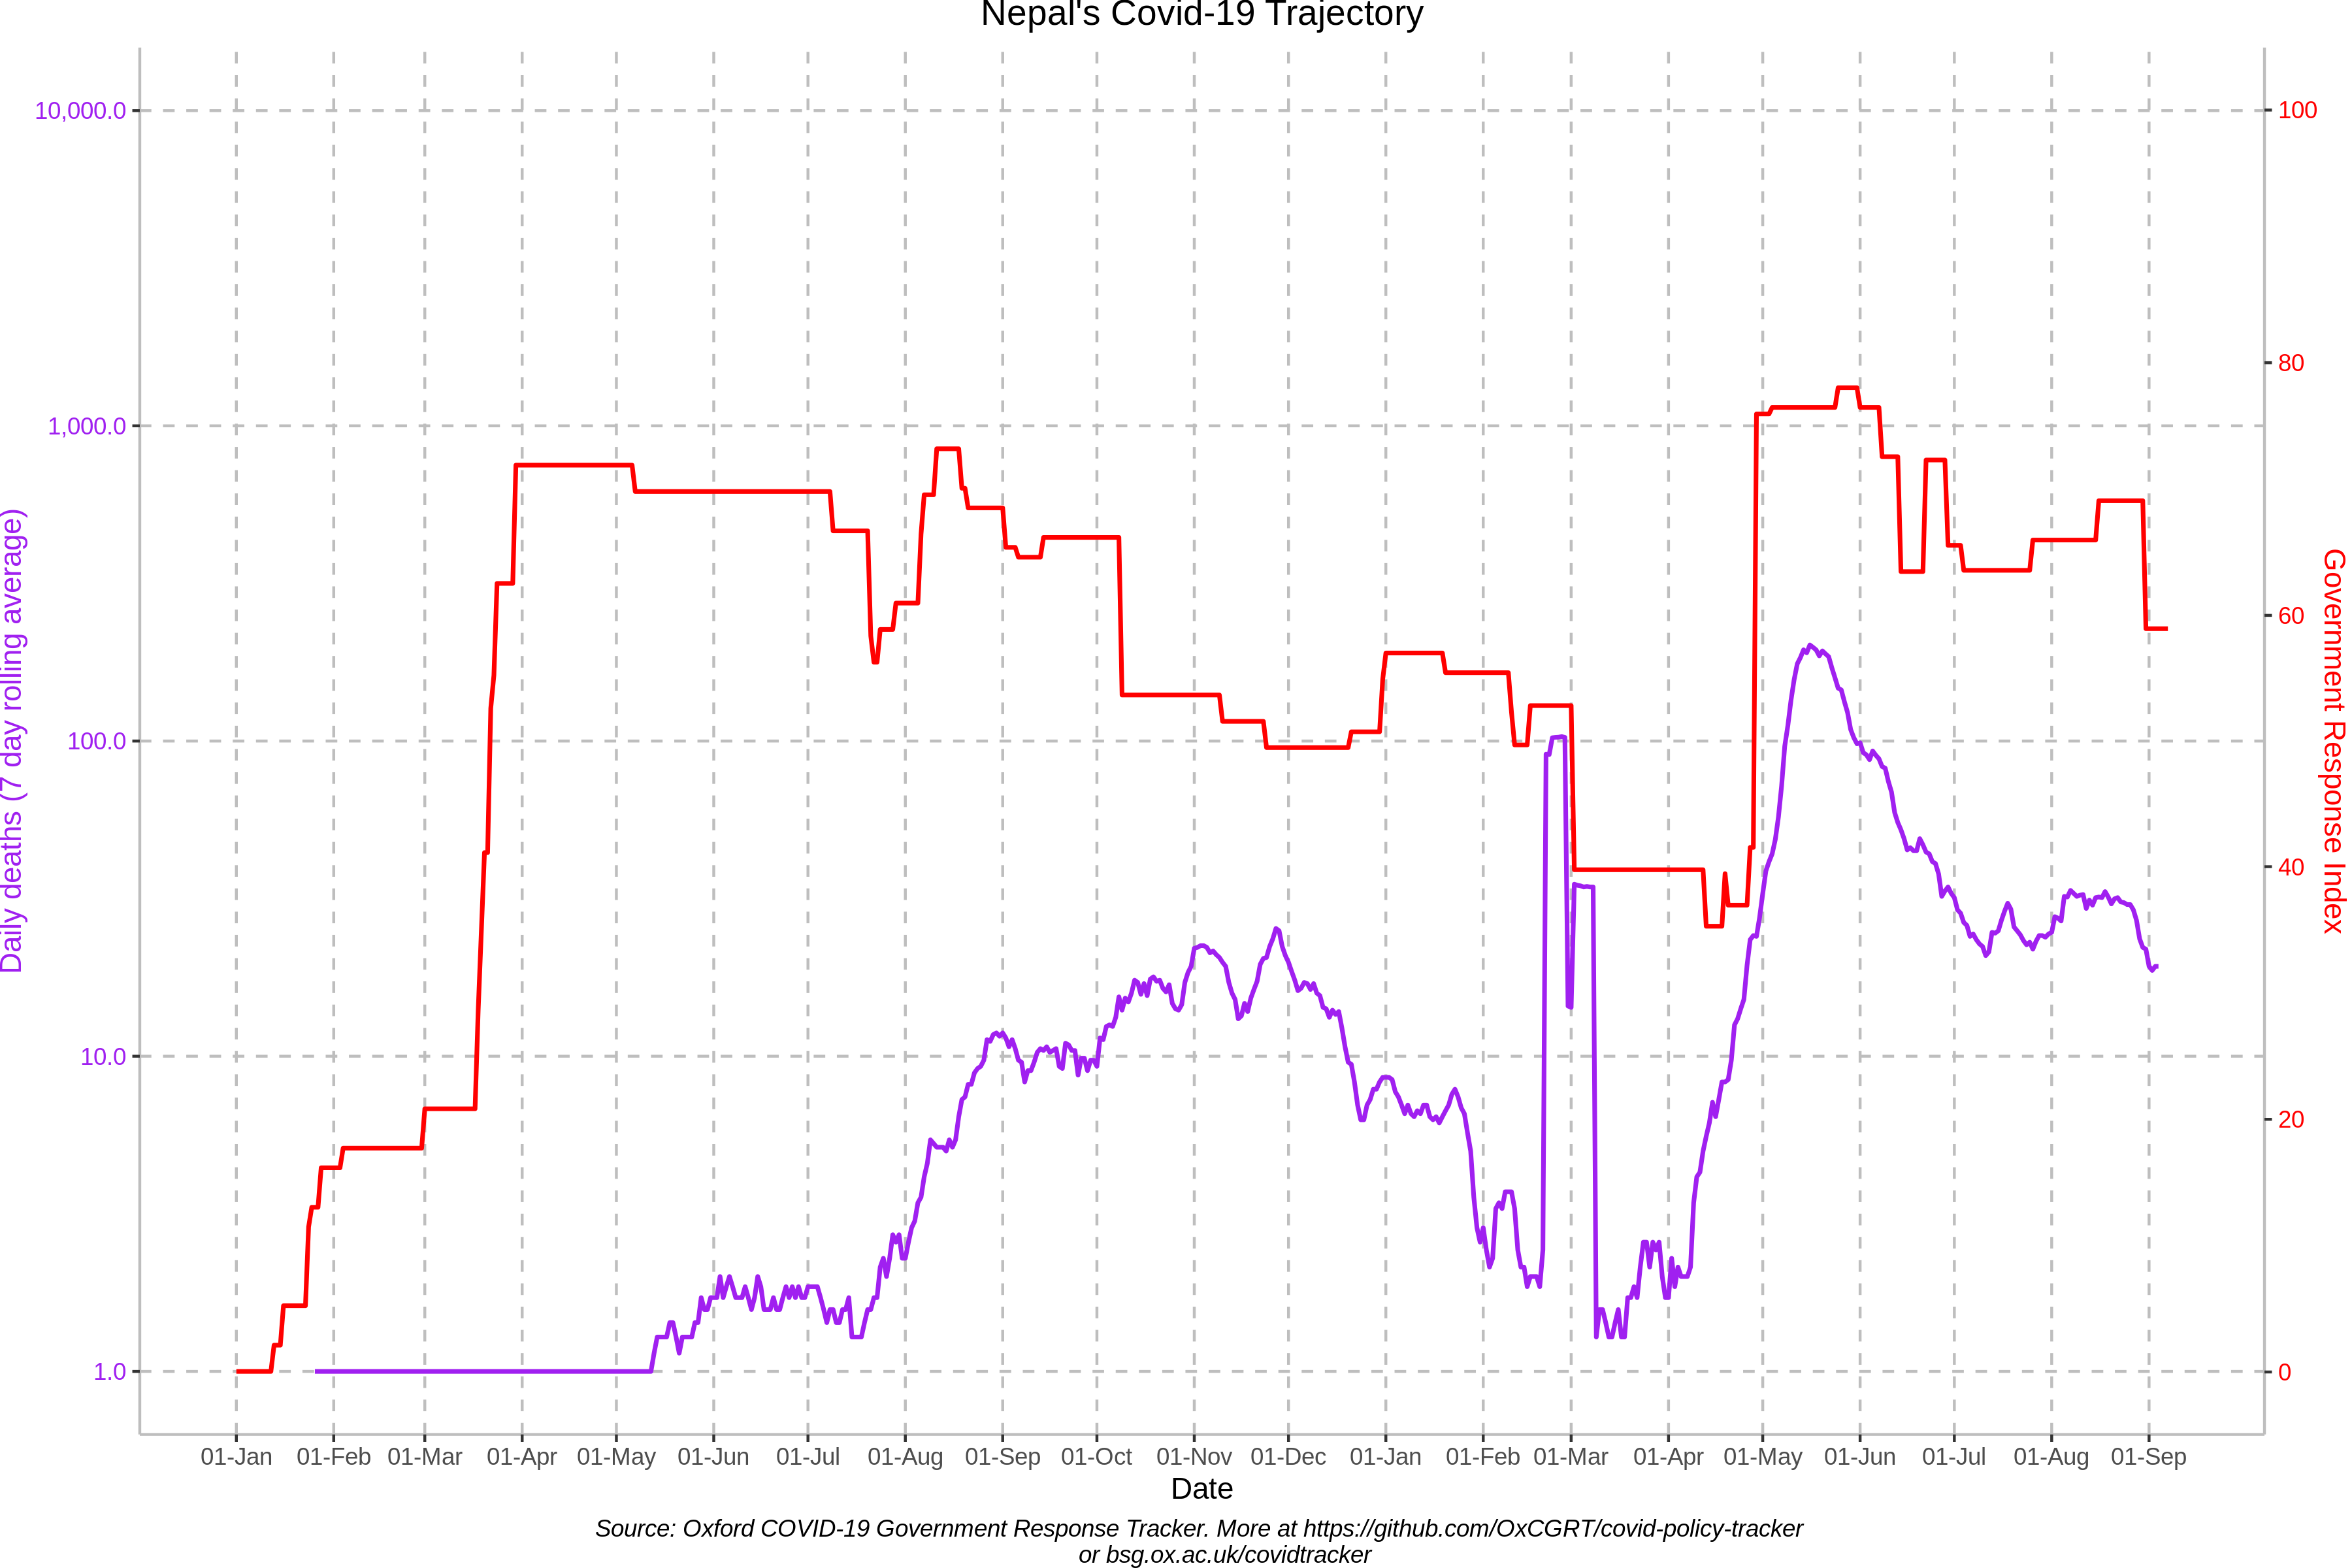 Nepal's Covid-19 Trajectory
10,000.0
1,000.0
100.0
10.0
1.0
Daily deaths (7 day rolling average)
100
80
60
40
20
0
Government Response Index
01-Jan 01-Feb 01-Mar 01-Apr 01-May 01-Jun 01-Jul 01-Aug 01-Sep 01-Oct 01-Nov 01-Dec 01-Jan 01-Feb 01-Mar 01-Apr 01-May 01-Jun 01-Jul 01-Aug 01-Sep
Date
Source: Oxford COVID-19 Government Response Tracker. More at https://github.com/OxCGRT/covid-policy-tracker
or bsg.ox.ac.uk/covidtracker